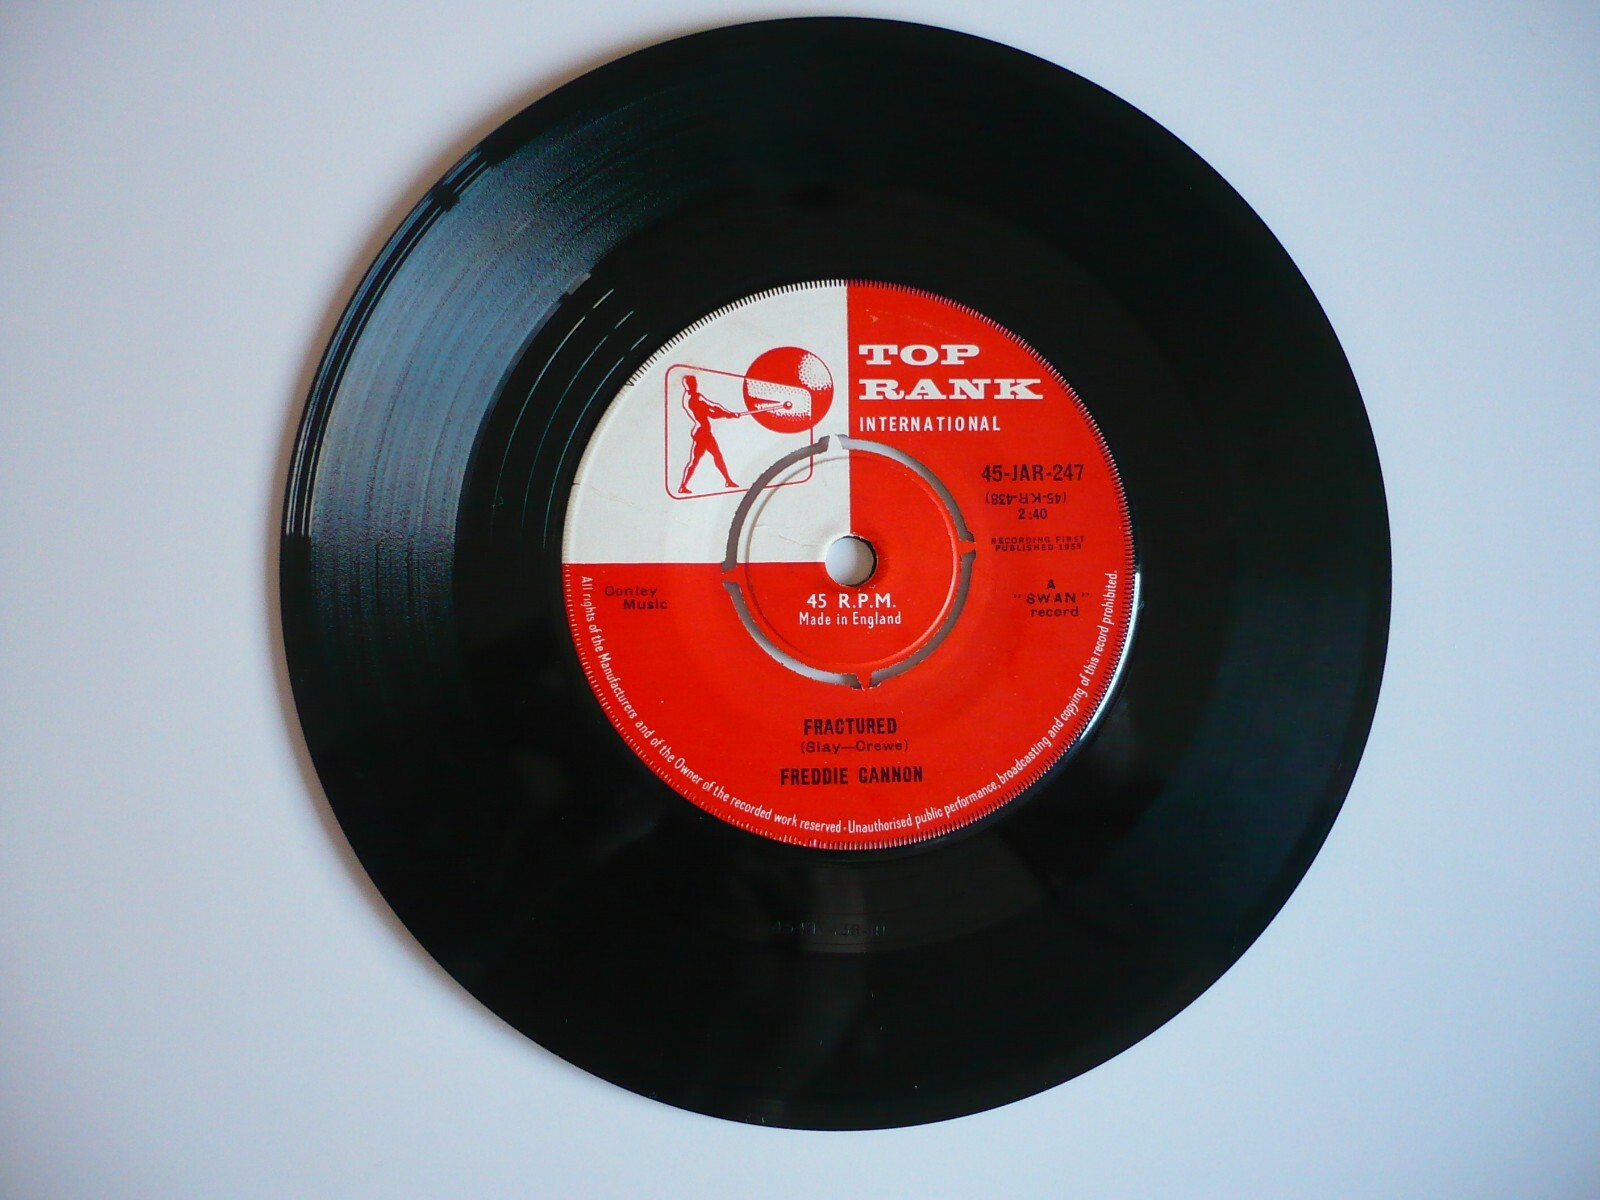 TOP
RANK
INTERNATIONAL
45-JAR-247
(45-KR-438)
2:40
RECORDING FIRST
PUBLISHED 1959
A
"SWAN"
record
Conley
Music
45 R.P.M.
Made in England
FRACTURED
(Slay—Crewe)
FREDDIE CANNON
All rights of the Manufacturers and of the Owner of the recorded work reserved · Unauthorised public performance, broadcasting and copying of this record prohibited.